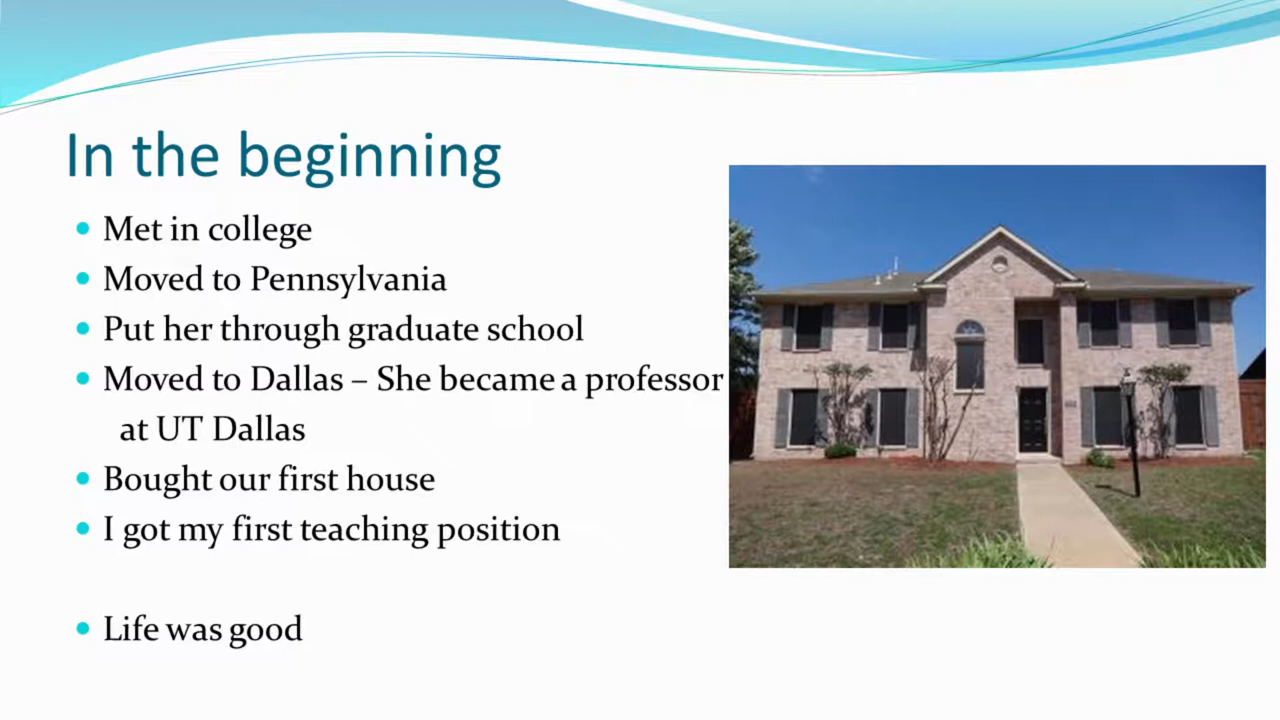 In the beginning
Met in college
Moved to Pennsylvania
Put her through graduate school
Moved to Dallas – She became a professor
at UT Dallas
Bought our first house
I got my first teaching position
Life was good